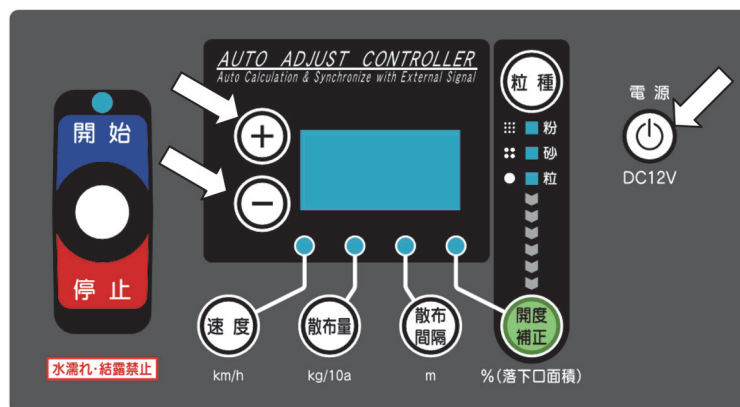 AUTO ADJUST CONTROLLER
Auto Calculation & Synchronize with External Signal
開始
停止
水濡れ・結露禁止
+
−
粒種
粉
砂
粒
電源
DC12V
速度
km/h
散布量
kg/10a
散布
間隔
m
開度
補正
%(落下口面積)